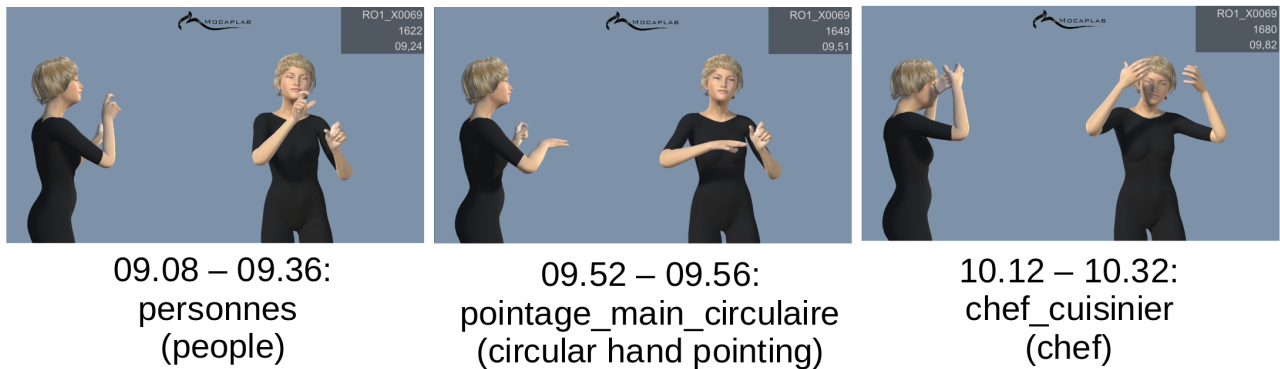 MOCAPLAB
RO1_X0069
1622
09,24
MOCAPLAB
RO1_X0069
1649
09,51
MOCAPLAB
RO1_X0069
1680
09,82
09.08 – 09.36:
personnes
(people)
09.52 – 09.56:
pointage_main_circulaire
(circular hand pointing)
10.12 – 10.32:
chef_cuisinier
(chef)